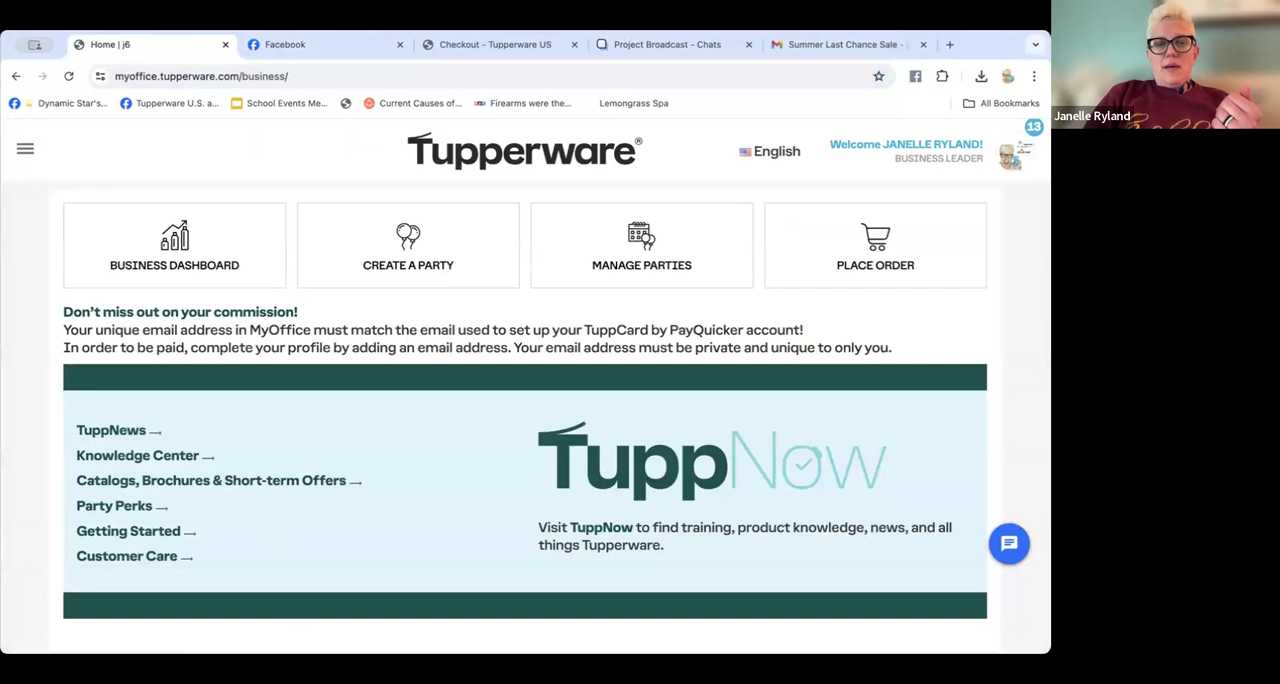 Home | j6
Facebook
Checkout - Tupperware US
Project Broadcast - Chats
Summer Last Chance Sale -
myoffice.tupperware.com/business/
Dynamic Star's...
Tupperware U.S. a...
School Events Me...
Current Causes of...
Firearms were the...
Lemongrass Spa
All Bookmarks
Janelle Ryland
Tupperware®
English
Welcome JANELLE RYLAND!
BUSINESS LEADER
13
BUSINESS DASHBOARD
CREATE A PARTY
MANAGE PARTIES
PLACE ORDER
Don't miss out on your commission!
Your unique email address in MyOffice must match the email used to set up your TuppCard by PayQuicker account!
In order to be paid, complete your profile by adding an email address. Your email address must be private and unique to only you.
TuppNews →
Knowledge Center →
Catalogs, Brochures & Short-term Offers →
Party Perks →
Getting Started →
Customer Care →
TuppNow
Visit TuppNow to find training, product knowledge, news, and all
things Tupperware.